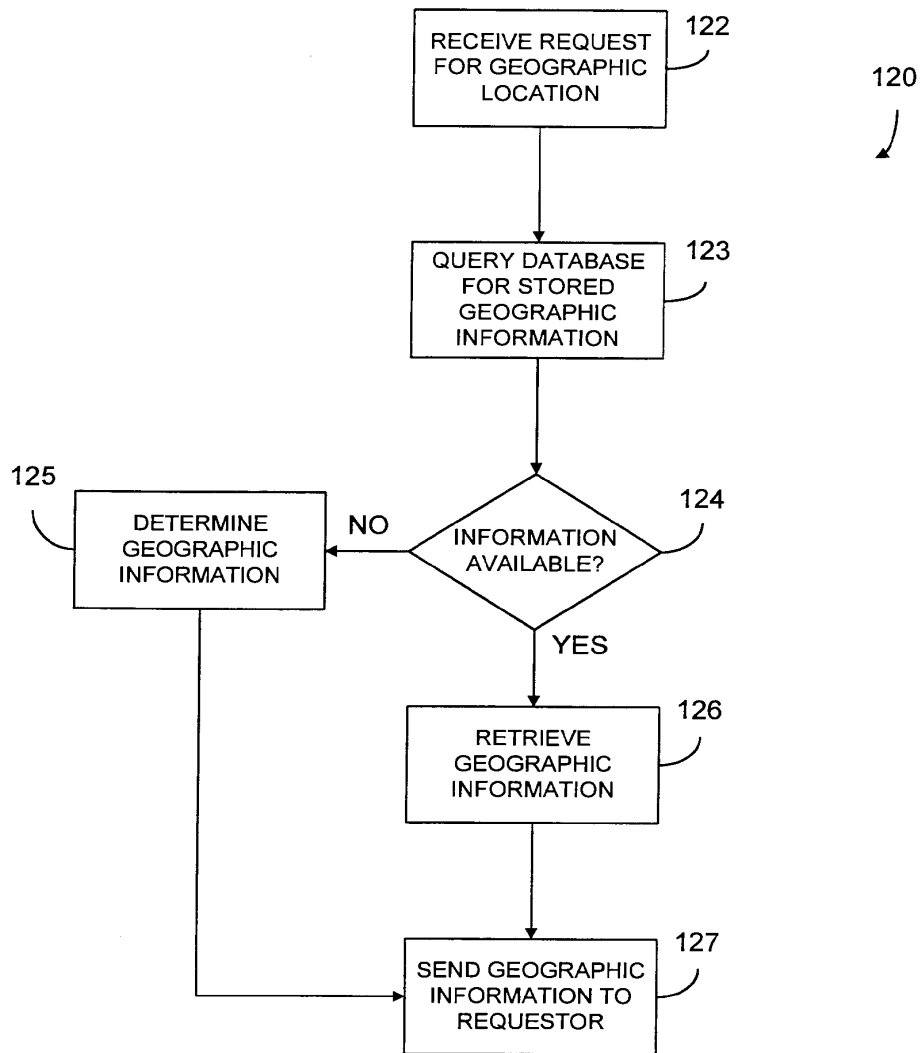 122
RECEIVE REQUEST
FOR GEOGRAPHIC
LOCATION
120
123
QUERY DATABASE
FOR STORED
GEOGRAPHIC
INFORMATION
124
INFORMATION
AVAILABLE?
NO
YES
125
DETERMINE
GEOGRAPHIC
INFORMATION
126
RETRIEVE
GEOGRAPHIC
INFORMATION
127
SEND GEOGRAPHIC
INFORMATION TO
REQUESTOR